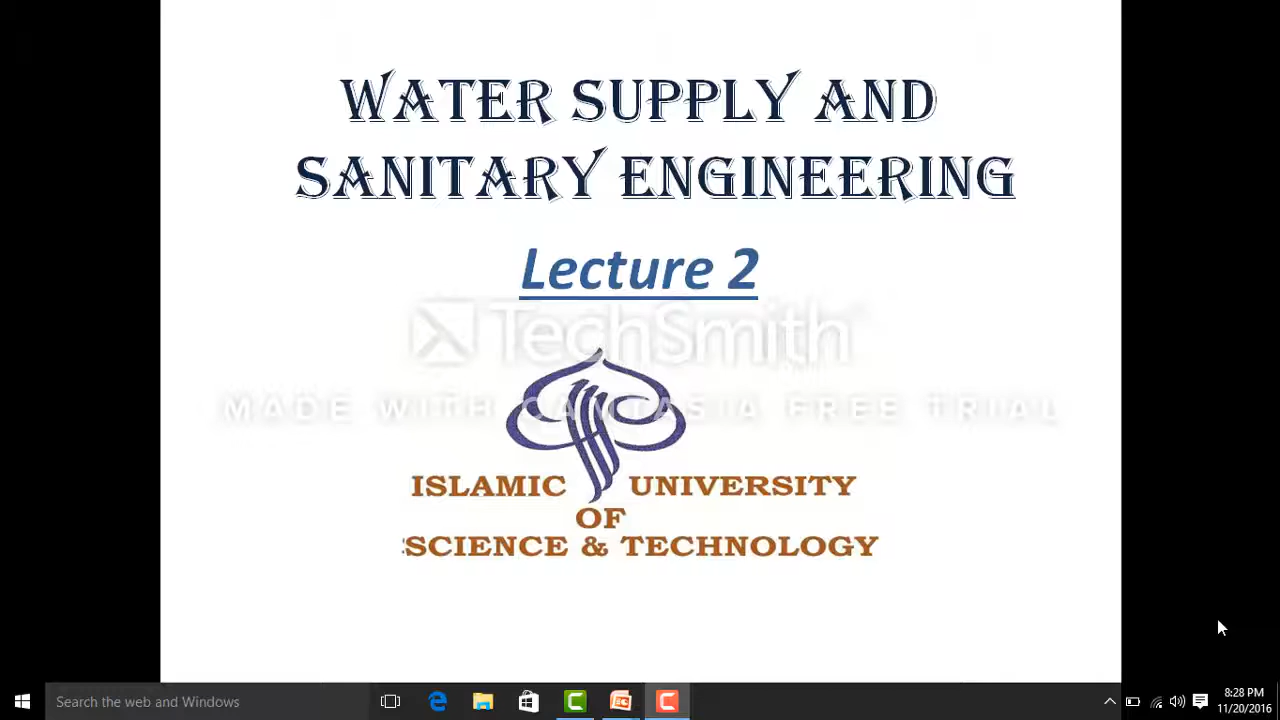 WATER SUPPLY AND
SANITARY ENGINEERING
Lecture 2
TechSmith
MADE WITH CAMTASIA FREE TRIAL
ISLAMIC UNIVERSITY
OF
SCIENCE & TECHNOLOGY
Search the web and Windows
8:28 PM
11/20/2016